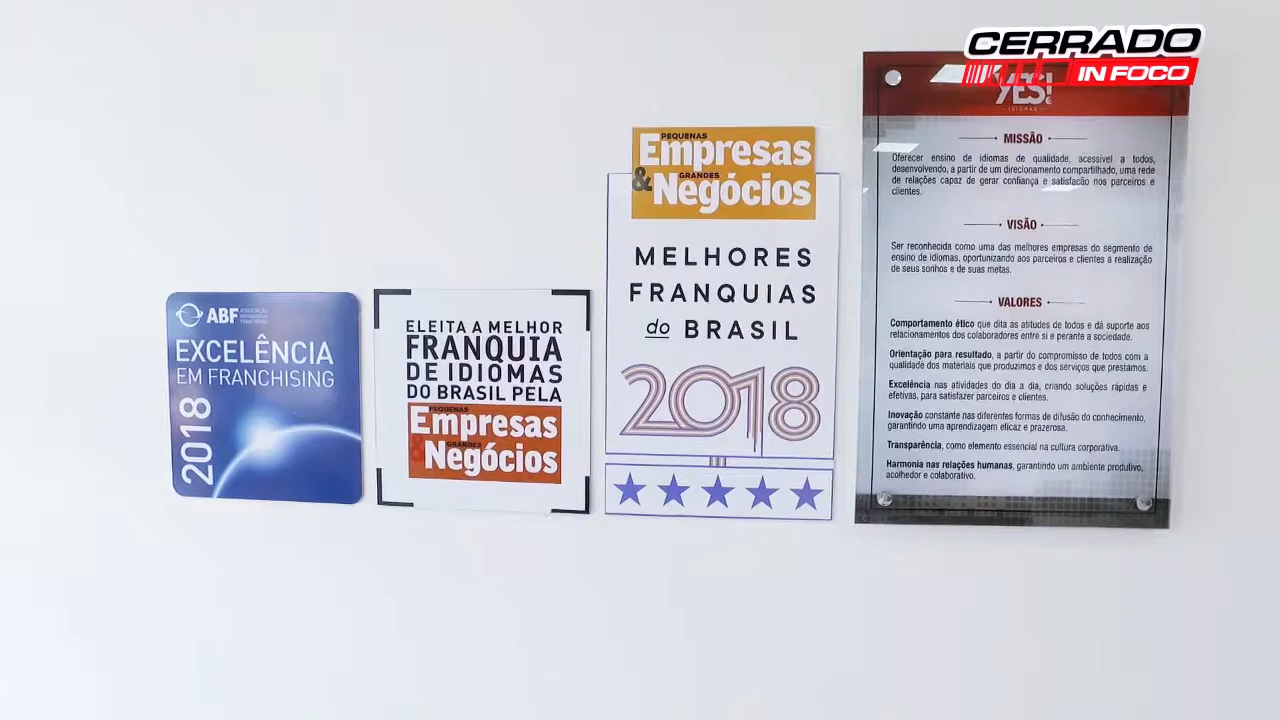 CERRADO
IN FOCO
ABF ASSOCIAÇÃO
BRASILEIRA DE
FRANCHISING
EXCELÊNCIA
EM FRANCHISING
2018
ELEITA A MELHOR
FRANQUIA
DE IDIOMAS
DO BRASIL PELA
PEQUENAS
Empresas
& GRANDES
Negócios
PEQUENAS
Empresas
& GRANDES
Negócios
MELHORES
FRANQUIAS
do BRASIL
2018
YES!
IDIOMAS
MISSÃO
Oferecer ensino de idiomas de qualidade, acessível a todos,
desenvolvendo, a partir de um direcionamento compartilhado, uma rede
de relações capaz de gerar confiança e satisfação nos parceiros e
clientes.
VISÃO
Ser reconhecida como uma das melhores empresas do segmento de
ensino de idiomas, oportunizando aos parceiros e clientes a realização
de seus sonhos e de suas metas.
VALORES
Comportamento ético que dita as atitudes de todos e dá suporte aos
relacionamentos dos colaboradores entre si e perante a sociedade.
Orientação para resultado, a partir do compromisso de todos com a
qualidade dos materiais que produzimos e dos serviços que prestamos.
Excelência nas atividades do dia a dia, criando soluções rápidas e
efetivas, para satisfazer parceiros e clientes.
Inovação constante nas diferentes formas de difusão do conhecimento,
garantindo uma aprendizagem eficaz e prazerosa.
Transparência, como elemento essencial na cultura corporativa.
Harmonia nas relações humanas, garantindo um ambiente produtivo,
acolhedor e colaborativo.